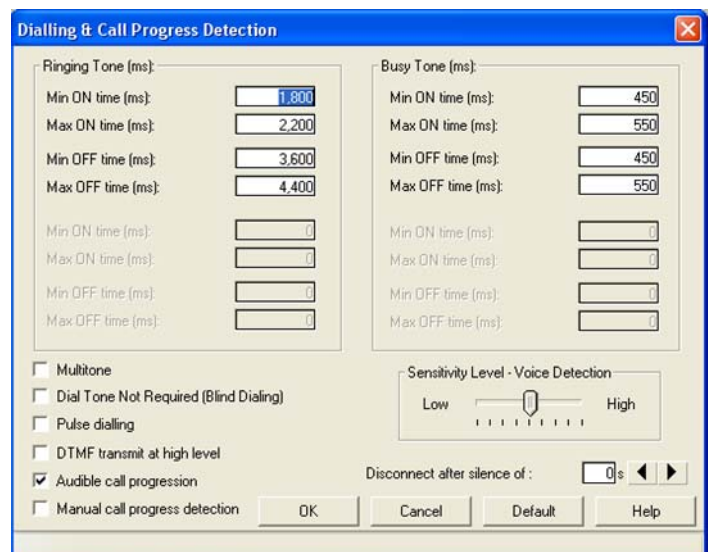 Dialling & Call Progress Detection
Ringing Tone (ms):
Min ON time (ms): 1,800
Max ON time (ms): 2,200
Min OFF time (ms): 3,600
Max OFF time (ms): 4,400
Min ON time (ms): 0
Max ON time (ms): 0
Min OFF time (ms): 0
Max OFF time (ms): 0
Busy Tone (ms):
Min ON time (ms): 450
Max ON time (ms): 550
Min OFF time (ms): 450
Max OFF time (ms): 550
Min ON time (ms): 0
Max ON time (ms): 0
Min OFF time (ms): 0
Max OFF time (ms): 0
Multitone
Dial Tone Not Required (Blind Dialing)
Pulse dialling
DTMF transmit at high level
Audible call progression
Manual call progress detection
Sensitivity Level - Voice Detection
Low High
Disconnect after silence of : 0 s
OK Cancel Default Help